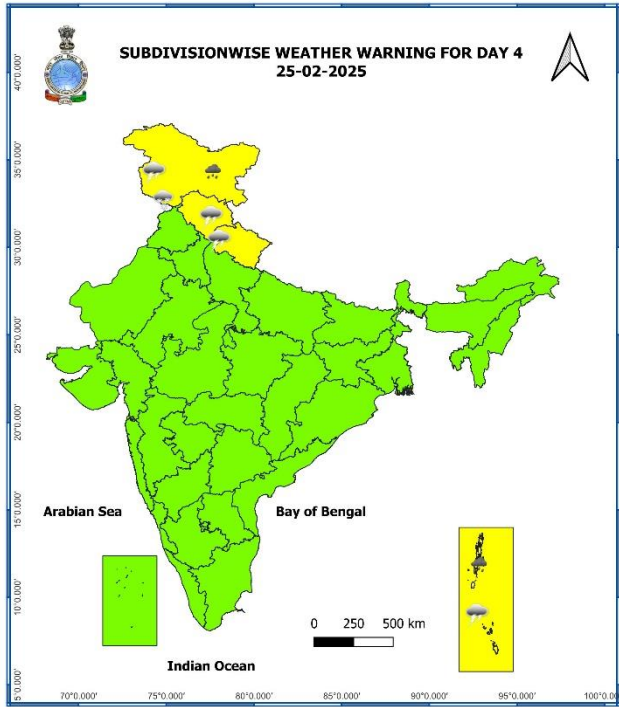 SUBDIVISIONWISE WEATHER WARNING FOR DAY 4
25-02-2025
40°0.000'
35°0.000'
30°0.000'
25°0.000'
20°0.000'
15°0.000'
10°0.000'
5°0.000'
Arabian Sea
Bay of Bengal
0 250 500 km
Indian Ocean
70°0.000' 75°0.000' 80°0.000' 85°0.000' 90°0.000' 95°0.000' 100°0.000'